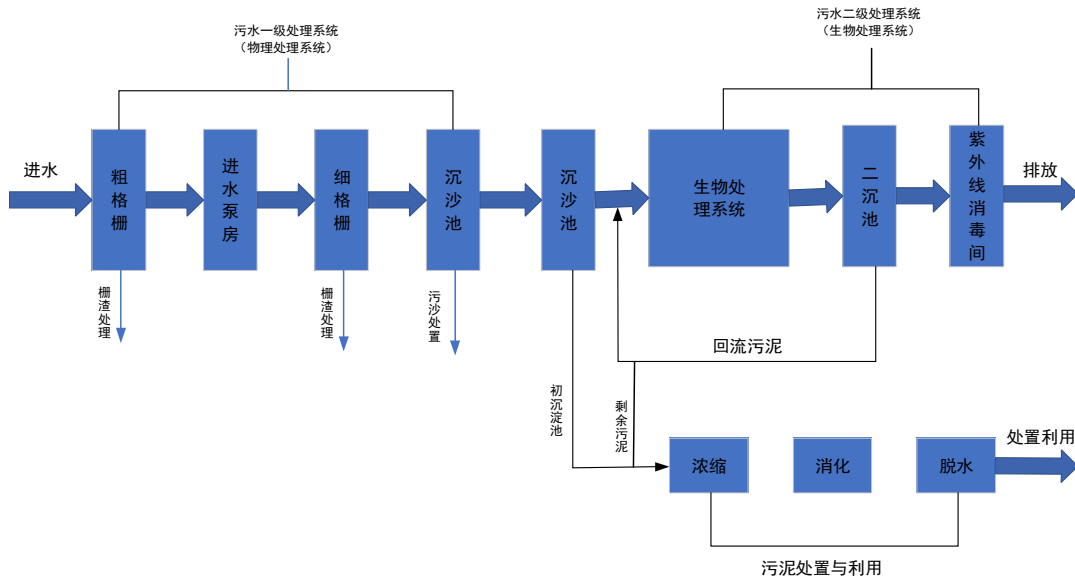 污水一级处理系统
（物理处理系统）
污水二级处理系统
（生物处理系统）
进水
粗格栅
进水泵房
细格栅
沉沙池
沉沙池
生物处
理系统
二沉池
紫外线消毒间
排放
栅渣处理
栅渣处理
污沙处置
回流污泥
初沉淀池
剩余污泥
浓缩
消化
脱水
处置利用
污泥处置与利用